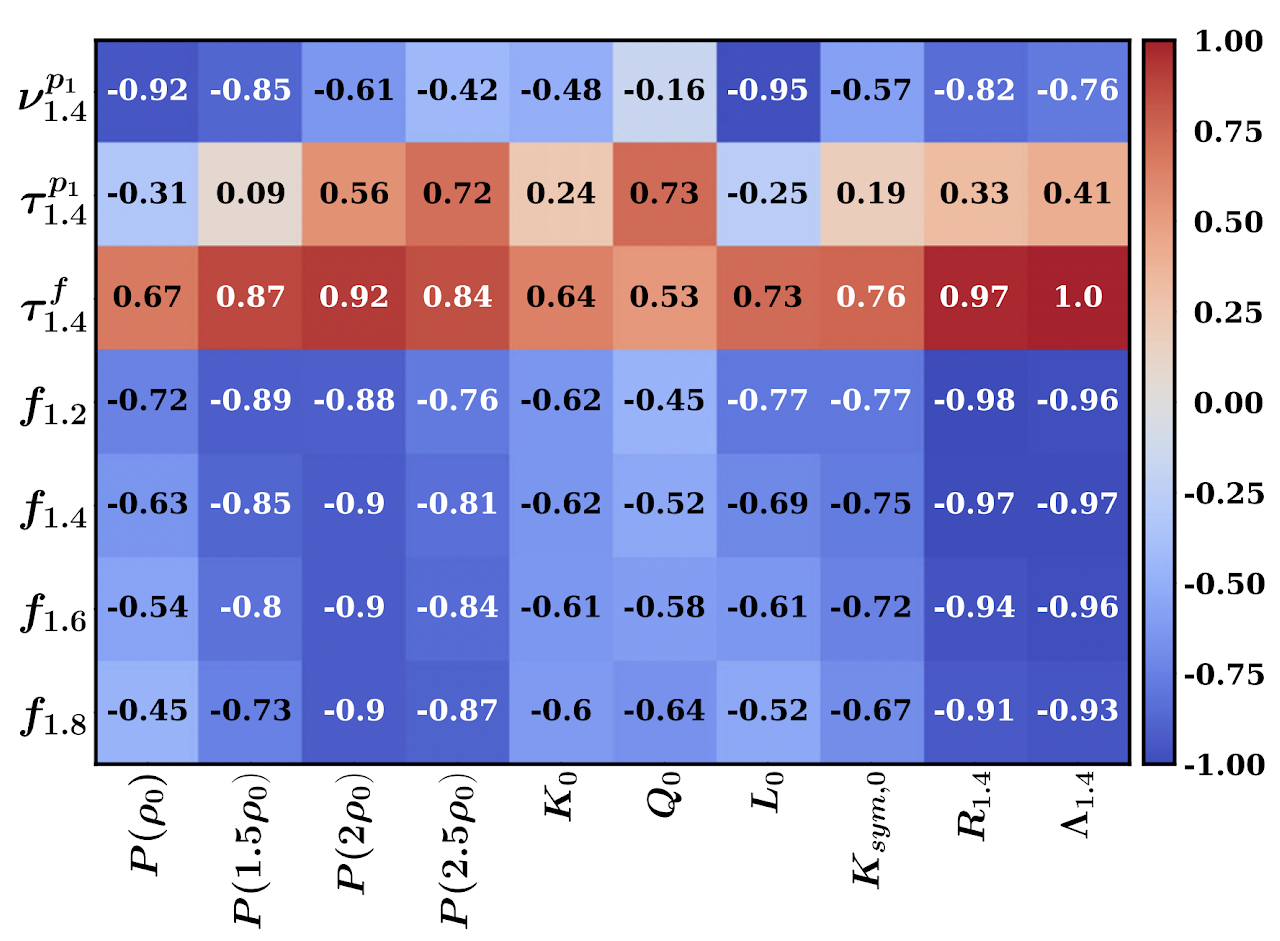 ν^{p_1}_{1.4} -0.92 -0.85 -0.61 -0.42 -0.48 -0.16 -0.95 -0.57 -0.82 -0.76
τ^{p_1}_{1.4} -0.31 0.09 0.56 0.72 0.24 0.73 -0.25 0.19 0.33 0.41
τ^{f}_{1.4} 0.67 0.87 0.92 0.84 0.64 0.53 0.73 0.76 0.97 1.0
f_{1.2} -0.72 -0.89 -0.88 -0.76 -0.62 -0.45 -0.77 -0.77 -0.98 -0.96
f_{1.4} -0.63 -0.85 -0.9 -0.81 -0.62 -0.52 -0.69 -0.75 -0.97 -0.97
f_{1.6} -0.54 -0.8 -0.9 -0.84 -0.61 -0.58 -0.61 -0.72 -0.94 -0.96
f_{1.8} -0.45 -0.73 -0.9 -0.87 -0.6 -0.64 -0.52 -0.67 -0.91 -0.93
P(ρ_0)
P(1.5ρ_0)
P(2ρ_0)
P(2.5ρ_0)
K_0
Q_0
L_0
K_{sym,0}
R_{1.4}
Λ_{1.4}
1.00
0.75
0.50
0.25
0.00
-0.25
-0.50
-0.75
-1.00